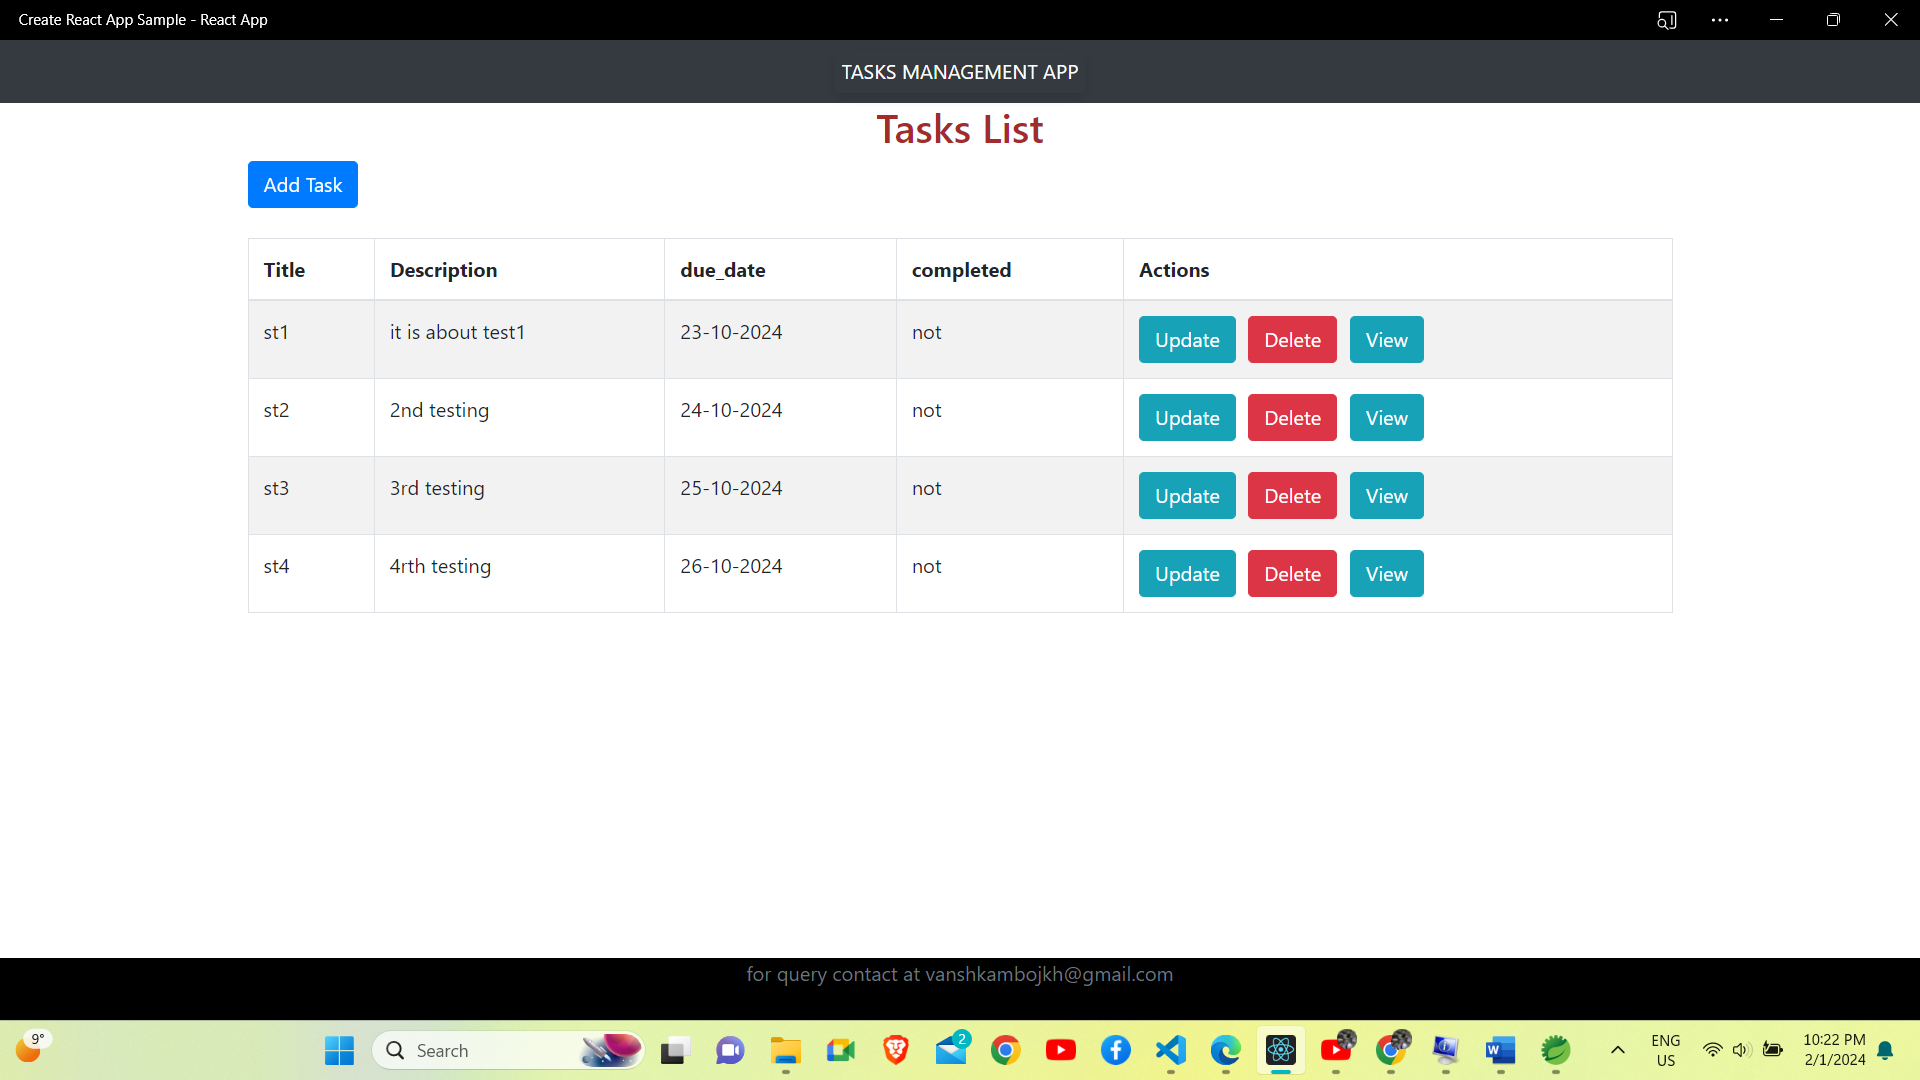 Create React App Sample - React App
TASKS MANAGEMENT APP
Tasks List
Add Task
Title Description due_date completed Actions
st1 it is about test1 23-10-2024 not Update Delete View
st2 2nd testing 24-10-2024 not Update Delete View
st3 3rd testing 25-10-2024 not Update Delete View
st4 4rth testing 26-10-2024 not Update Delete View
for query contact at vanshkambojkh@gmail.com
9°
Search
2
ENG
US
10:22 PM
2/1/2024